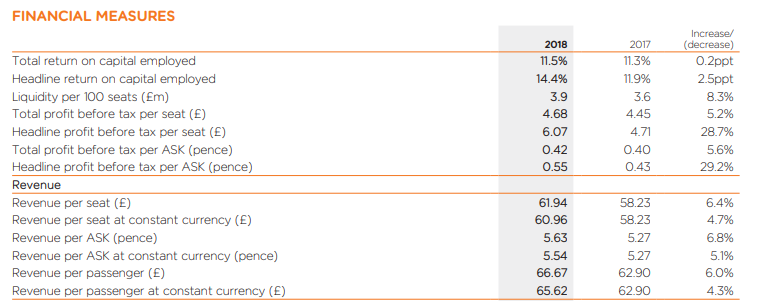 FINANCIAL MEASURES
Increase/
2018 2017 (decrease)
Total return on capital employed 11.5% 11.3% 0.2ppt
Headline return on capital employed 14.4% 11.9% 2.5ppt
Liquidity per 100 seats (£m) 3.9 3.6 8.3%
Total profit before tax per seat (£) 4.68 4.45 5.2%
Headline profit before tax per seat (£) 6.07 4.71 28.7%
Total profit before tax per ASK (pence) 0.42 0.40 5.6%
Headline profit before tax per ASK (pence) 0.55 0.43 29.2%
Revenue
Revenue per seat (£) 61.94 58.23 6.4%
Revenue per seat at constant currency (£) 60.96 58.23 4.7%
Revenue per ASK (pence) 5.63 5.27 6.8%
Revenue per ASK at constant currency (pence) 5.54 5.27 5.1%
Revenue per passenger (£) 66.67 62.90 6.0%
Revenue per passenger at constant currency (£) 65.62 62.90 4.3%